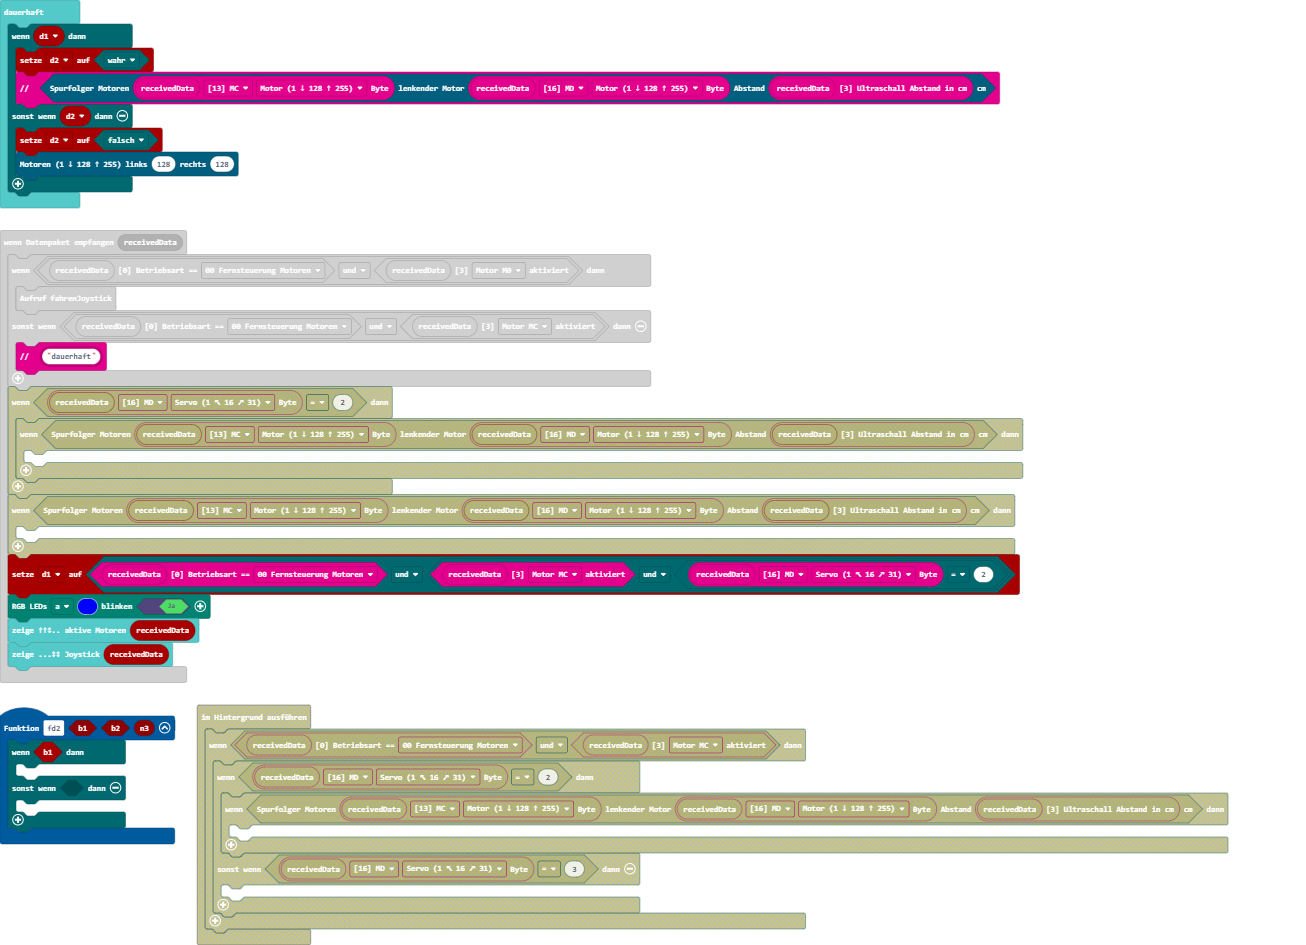 dauerhaft
wenn d1 dann
setze d2 auf wahr
// Spurfolger Motoren receivedData [13] MC Motor (1 ↓ 128 ↑ 255) Byte lenkender Motor receivedData [16] MD Motor (1 ↓ 128 ↑ 255) Byte Abstand receivedData [3] Ultraschall Abstand in cm cm
sonst wenn d2 dann
setze d2 auf falsch
Motoren (1 ↓ 128 ↑ 255) links 128 rechts 128
wenn Datenpaket empfangen receivedData
wenn receivedData [0] Betriebsart == 00 Fernsteuerung Motoren und receivedData [3] Motor M0 aktiviert dann
Aufruf fahrenJoystick
sonst wenn receivedData [0] Betriebsart == 00 Fernsteuerung Motoren und receivedData [3] Motor MC aktiviert dann
// "dauerhaft"
wenn receivedData [16] MD Servo (1 ↖ 16 ↗ 31) Byte = 2 dann
wenn Spurfolger Motoren receivedData [13] MC Motor (1 ↓ 128 ↑ 255) Byte lenkender Motor receivedData [16] MD Motor (1 ↓ 128 ↑ 255) Byte Abstand receivedData [3] Ultraschall Abstand in cm cm dann
wenn Spurfolger Motoren receivedData [13] MC Motor (1 ↓ 128 ↑ 255) Byte lenkender Motor receivedData [16] MD Motor (1 ↓ 128 ↑ 255) Byte Abstand receivedData [3] Ultraschall Abstand in cm cm dann
setze d1 auf receivedData [0] Betriebsart == 00 Fernsteuerung Motoren und receivedData [3] Motor MC aktiviert und receivedData [16] MD Servo (1 ↖ 16 ↗ 31) Byte = 2
RGB LEDs a blinken Ja
zeige ↑↑↕.. aktive Motoren receivedData
zeige ...↕↕ Joystick receivedData
Funktion fd2 b1 b2 n3
wenn b1 dann
sonst wenn dann
im Hintergrund ausführen
wenn receivedData [0] Betriebsart == 00 Fernsteuerung Motoren und receivedData [3] Motor MC aktiviert dann
wenn receivedData [16] MD Servo (1 ↖ 16 ↗ 31) Byte = 2 dann
wenn Spurfolger Motoren receivedData [13] MC Motor (1 ↓ 128 ↑ 255) Byte lenkender Motor receivedData [16] MD Motor (1 ↓ 128 ↑ 255) Byte Abstand receivedData [3] Ultraschall Abstand in cm cm dann
sonst wenn receivedData [16] MD Servo (1 ↖ 16 ↗ 31) Byte = 3 dann